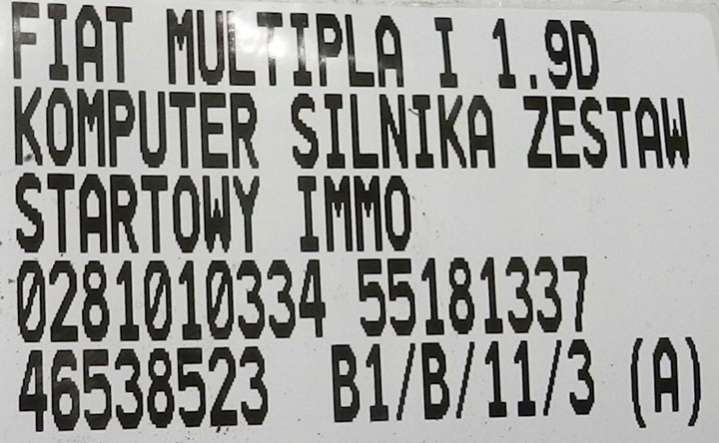 FIAT MULTIPLA I 1.9D
KOMPUTER SILNIKA ZESTAW
STARTOWY IMMO
0281010334 55181337
46538523 B1/B/11/3 (A)